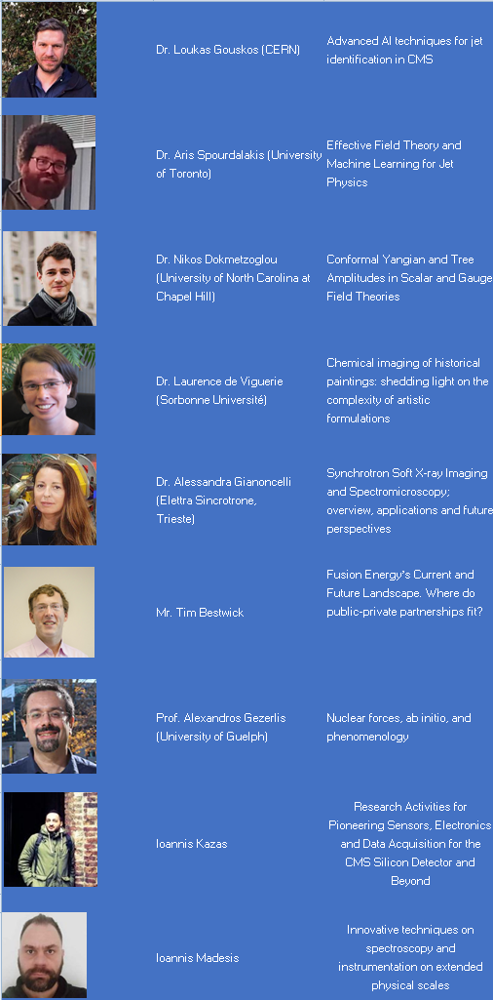 Dr. Loukas Gouskos (CERN)
Advanced AI techniques for jet
identification in CMS
Dr. Aris Spourdalakis (University
of Toronto)
Effective Field Theory and
Machine Learning for Jet
Physics
Dr. Nikos Dokmetzoglou
(University of North Carolina at
Chapel Hill)
Conformal Yangian and Tree
Amplitudes in Scalar and Gauge
Field Theories
Dr. Laurence de Viguerie
(Sorbonne Université)
Chemical imaging of historical
paintings: shedding light on the
complexity of artistic
formulations
Dr. Alessandra Gianoncelli
(Elettra Sincrotrone,
Trieste)
Synchrotron Soft X-ray Imaging
and Spectromicroscopy;
overview, applications and future
perspectives
Mr. Tim Bestwick
Fusion Energy's Current and
Future Landscape. Where do
public-private partnerships fit?
Prof. Alexandros Gezerlis
(University of Guelph)
Nuclear forces, ab initio, and
phenomenology
Ioannis Kazas
Research Activities for
Pioneering Sensors, Electronics
and Data Acquisition for the
CMS Silicon Detector and
Beyond
Ioannis Madesis
Innovative techniques on
spectroscopy and
instrumentation on extended
physical scales